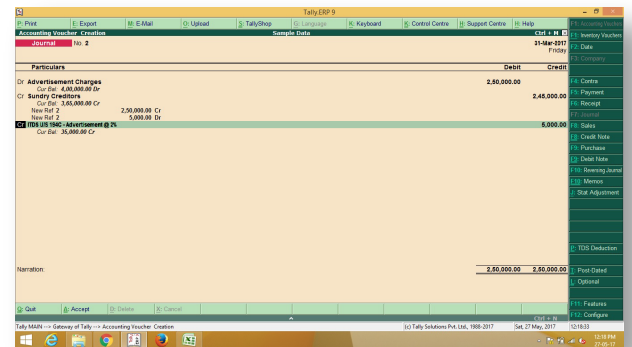 Tally.ERP 9
P: Print E: Export M: E-Mail O: Upload S: TallyShop G: Language K: Keyboard K: Control Centre H: Support Centre H: Help
Accounting Voucher Creation Sample Data Ctrl + M
Journal No. 2 31-Mar-2017
Friday
Particulars Debit Credit
Dr Advertisement Charges 2,50,000.00
Cur Bal: 4,00,000.00 Dr
Cr Sundry Creditors 2,45,000.00
Cur Bal: 3,65,000.00 Cr
New Ref 2 2,50,000.00 Cr
New Ref 2 5,000.00 Dr
Cr TDS U/S 194C - Advertisement @ 2% 5,000.00
Cur Bal: 35,000.00 Cr
Narration: 2,50,000.00 2,50,000.00
F1: Inventory Vouchers
F2: Date
F3: Company
F4: Contra
F5: Payment
F6: Receipt
F7: Journal
F8: Sales
F8: Credit Note
F9: Purchase
F9: Debit Note
F10: Reversing Journal
F10: Memos
J: Stat Adjustment
P: TDS Deduction
T: Post-Dated
L: Optional
F11: Features
F12: Configure
Q: Quit A: Accept D: Delete X: Cancel
Ctrl + N
Tally MAIN --> Gateway of Tally --> Accounting Voucher Creation (c) Tally Solutions Pvt. Ltd., 1988-2017 Sat, 27 May, 2017 12:18:33
12:18 PM
27-05-17